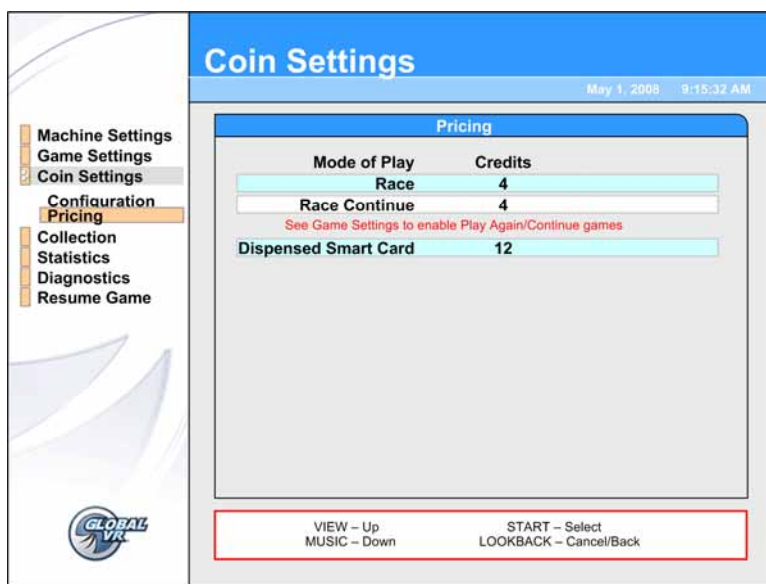 Coin Settings
May 1, 2008 9:15:32 AM
Machine Settings
Game Settings
Coin Settings
Configuration
Pricing
Collection
Statistics
Diagnostics
Resume Game
GLOBAL
VR
Pricing
Mode of Play Credits
Race 4
Race Continue 4
See Game Settings to enable Play Again/Continue games
Dispensed Smart Card 12
VIEW – Up START – Select
MUSIC – Down LOOKBACK – Cancel/Back